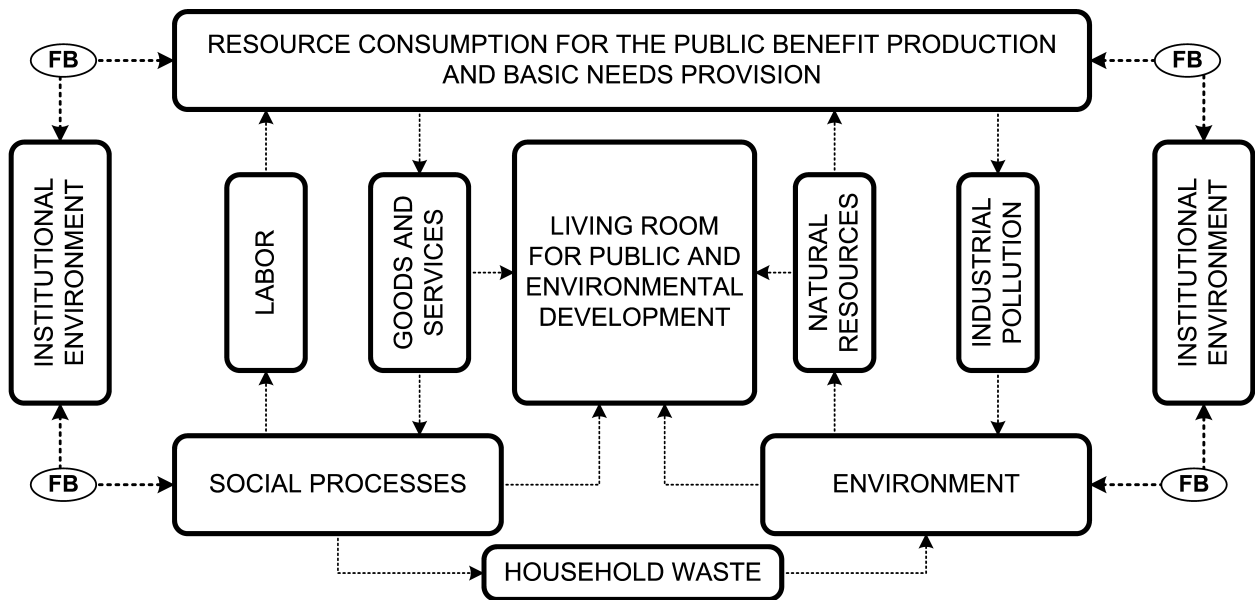 RESOURCE CONSUMPTION FOR THE PUBLIC BENEFIT PRODUCTION
AND BASIC NEEDS PROVISION
FB
FB
INSTITUTIONAL
ENVIRONMENT
LABOR
GOODS AND
SERVICES
LIVING ROOM
FOR PUBLIC AND
ENVIRONMENTAL
DEVELOPMENT
NATURAL
RESOURCES
INDUSTRIAL
POLLUTION
INSTITUTIONAL
ENVIRONMENT
FB
SOCIAL PROCESSES
ENVIRONMENT
FB
HOUSEHOLD WASTE